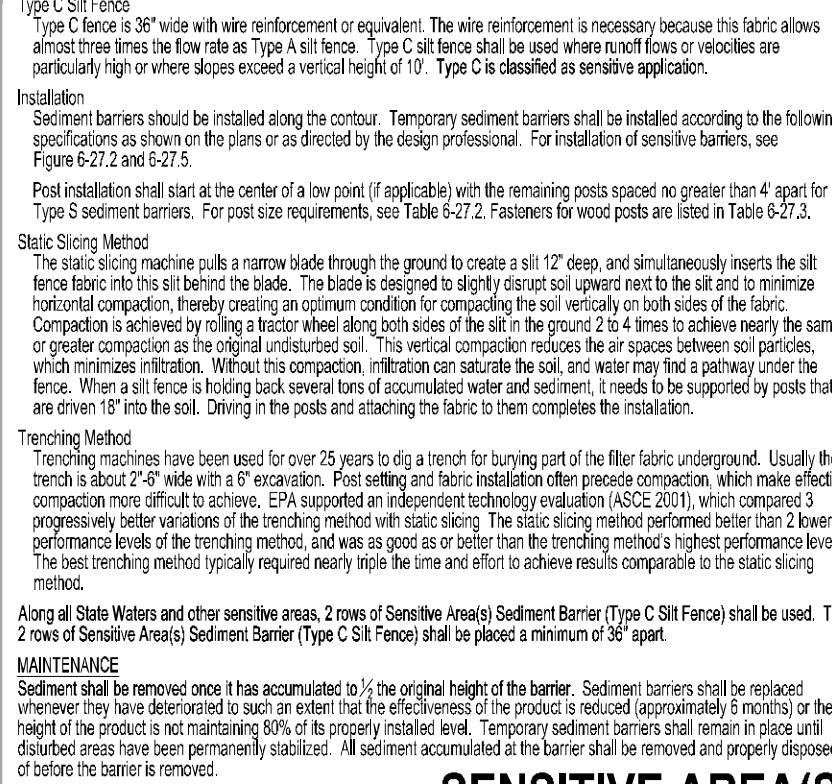 Type C Silt Fence
Type C fence is 36" wide with wire reinforcement or equivalent. The wire reinforcement is necessary because this fabric allows
almost three times the flow rate as Type A silt fence. Type C silt fence shall be used where runoff flows or velocities are
particularly high or where slopes exceed a vertical height of 10'. Type C is classified as sensitive application.
Installation
Sediment barriers should be installed along the contour. Temporary sediment barriers shall be installed according to the followin
specifications as shown on the plans or as directed by the design professional. For installation of sensitive barriers, see
Figure 6-27.2 and 6-27.5.
Post installation shall start at the center of a low point (if applicable) with the remaining posts spaced no greater than 4' apart for
Type S sediment barriers. For post size requirements, see Table 6-27.2. Fasteners for wood posts are listed in Table 6-27.3.
Static Slicing Method
The static slicing machine pulls a narrow blade through the ground to create a slit 12" deep, and simultaneously inserts the silt
fence fabric into this slit behind the blade. The blade is designed to slightly disrupt soil upward next to the slit and to minimize
horizontal compaction, thereby creating an optimum condition for compacting the soil vertically on both sides of the fabric.
Compaction is achieved by rolling a tractor wheel along both sides of the slit in the ground 2 to 4 times to achieve nearly the sam
or greater compaction as the original undisturbed soil. This vertical compaction reduces the air spaces between soil particles,
which minimizes infiltration. Without this compaction, infiltration can saturate the soil, and water may find a pathway under the
fence. When a silt fence is holding back several tons of accumulated water and sediment, it needs to be supported by posts that
are driven 18" into the soil. Driving in the posts and attaching the fabric to them completes the installation.
Trenching Method
Trenching machines have been used for over 25 years to dig a trench for burying part of the filter fabric underground. Usually the
trench is about 2"-6" wide with a 6" excavation. Post setting and fabric installation often precede compaction, which make effecti
compaction more difficult to achieve. EPA supported an independent technology evaluation (ASCE 2001), which compared 3
progressively better variations of the trenching method with static slicing The static slicing method performed better than 2 lower
performance levels of the trenching method, and was as good as or better than the trenching method's highest performance leve
The best trenching method typically required nearly triple the time and effort to achieve results comparable to the static slicing
method.
Along all State Waters and other sensitive areas, 2 rows of Sensitive Area(s) Sediment Barrier (Type C Silt Fence) shall be used. T
2 rows of Sensitive Area(s) Sediment Barrier (Type C Silt Fence) shall be placed a minimum of 36" apart.
MAINTENANCE
Sediment shall be removed once it has accumulated to ½ the original height of the barrier. Sediment barriers shall be replaced
whenever they have deteriorated to such an extent that the effectiveness of the product is reduced (approximately 6 months) or the
height of the product is not maintaining 80% of its properly installed level. Temporary sediment barriers shall remain in place until
disturbed areas have been permanently stabilized. All sediment accumulated at the barrier shall be removed and properly dispose
of before the barrier is removed.
SENSITIVE AREA(S